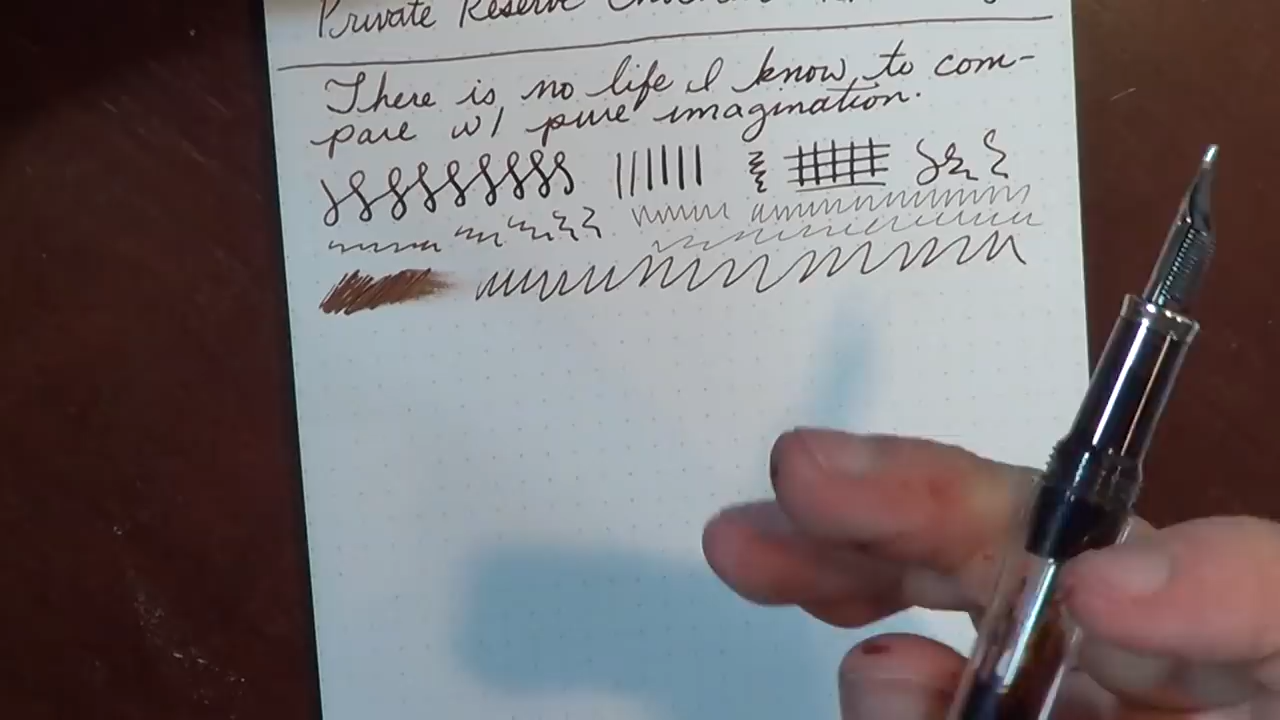 Private Reserve
There is no life I know to com-
pare w/ pure imagination.